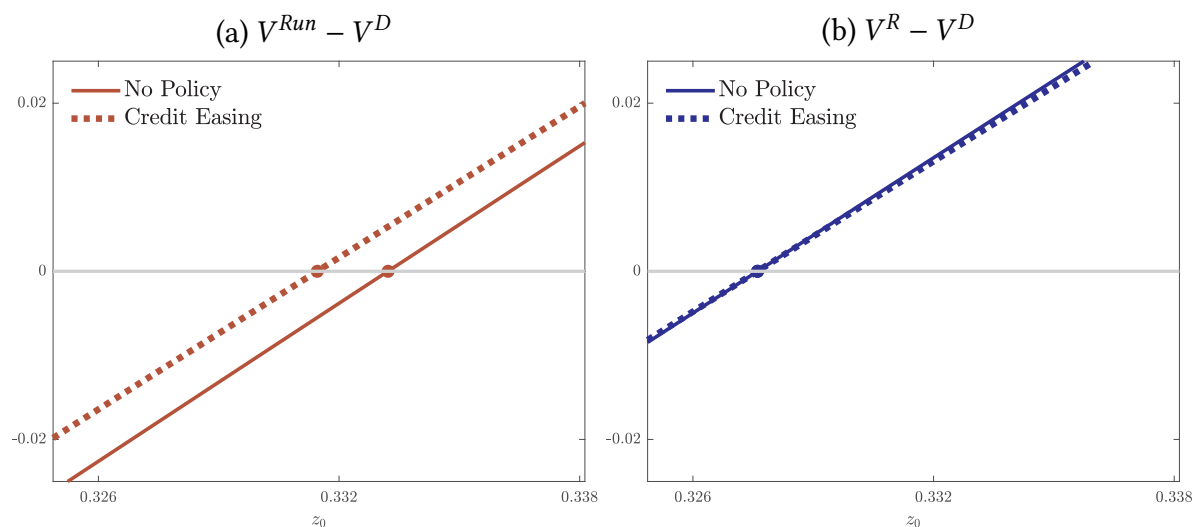 (a) V^{Run} − V^D
No Policy
Credit Easing
0.02
0
-0.02
0.326
0.332
0.338
z_0
(b) V^R − V^D
No Policy
Credit Easing
0.02
0
-0.02
0.326
0.332
0.338
z_0